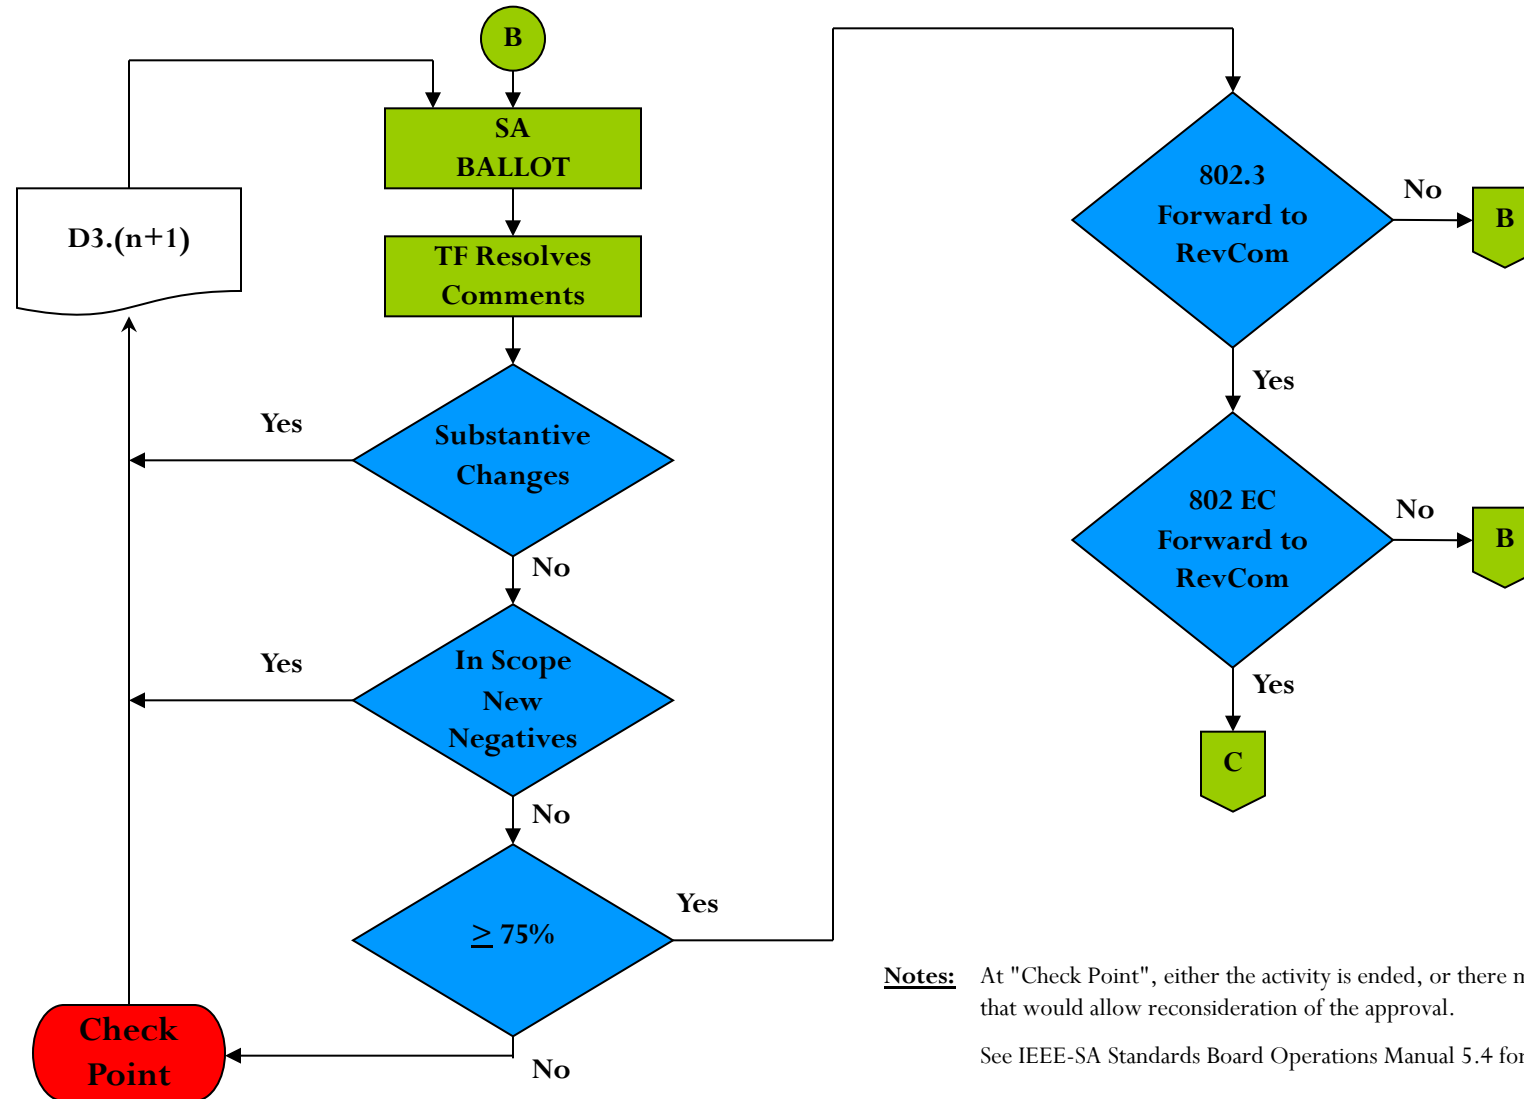 B
SA
BALLOT
D3.(n+1)
TF Resolves
Comments
Yes
Substantive
Changes
No
Yes
In Scope
New
Negatives
No
≥ 75%
Yes
Check
Point
No
802.3
Forward to
RevCom
No
B
Yes
802 EC
Forward to
RevCom
No
B
Yes
C
Notes: At "Check Point", either the activity is ended, or there
that would allow reconsideration of the approval.
See IEEE-SA Standards Board Operations Manual 5.4 for